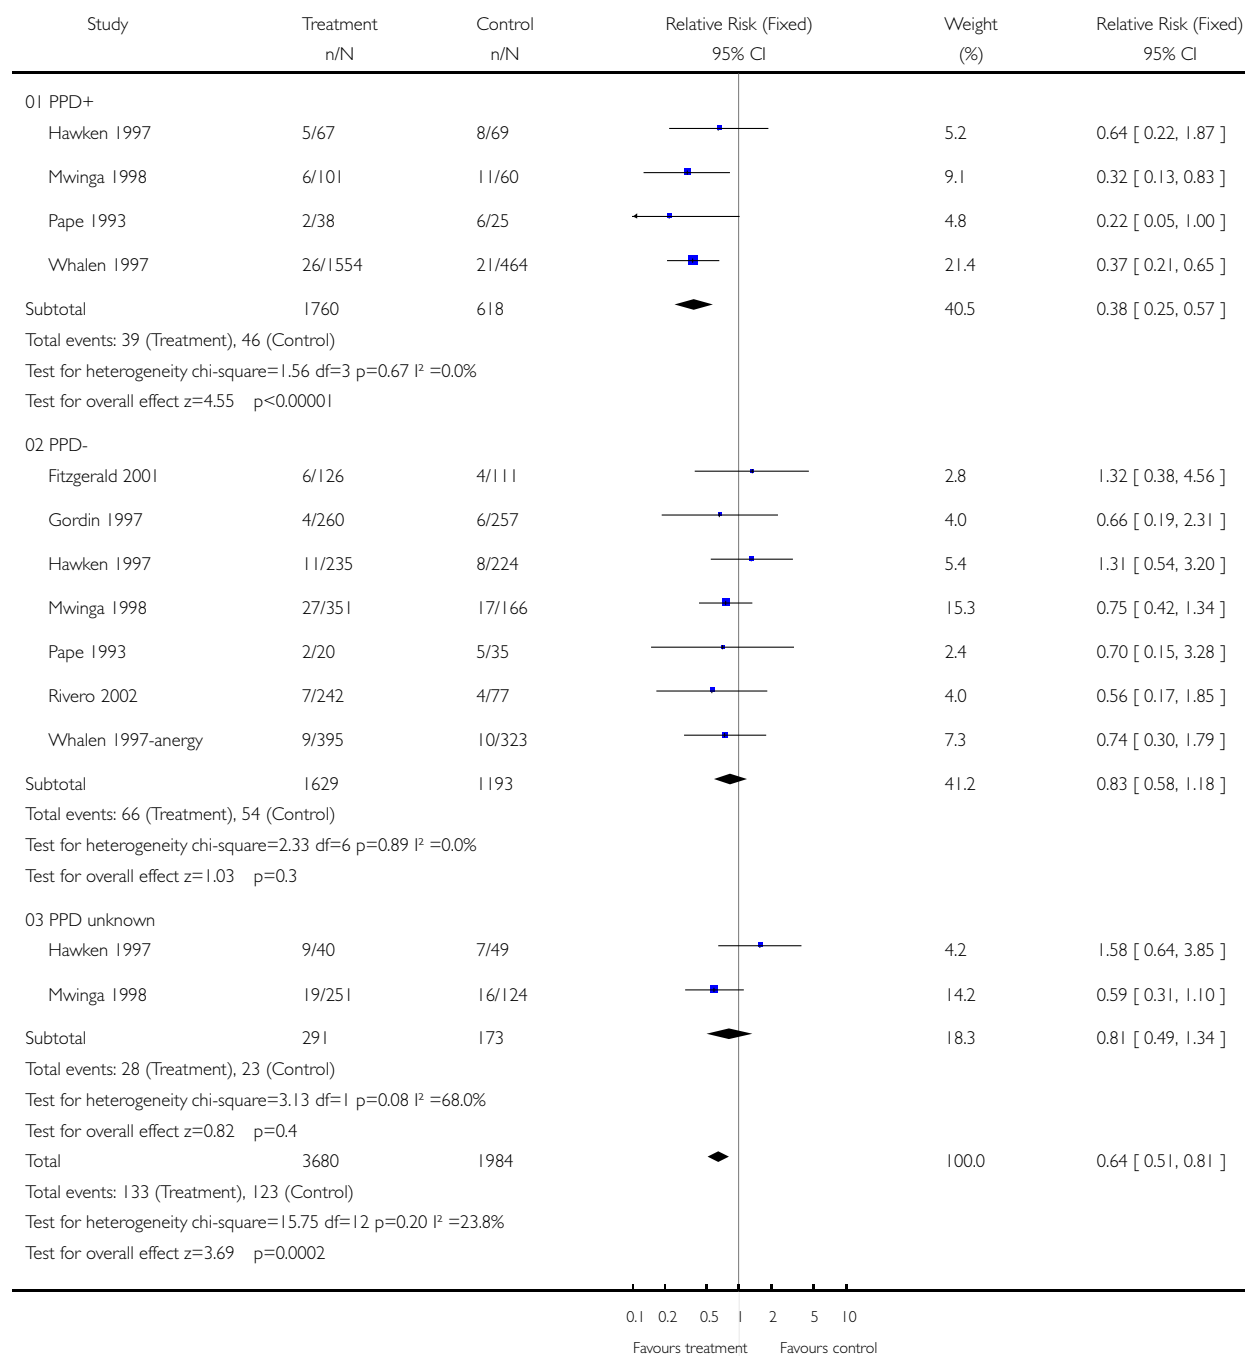 Study Treatment Control Relative Risk (Fixed) Weight Relative Risk (Fixed)
n/N n/N 95% CI (%) 95% CI
01 PPD+
Hawken 1997 5/67 8/69 5.2 0.64 [ 0.22, 1.87 ]
Mwinga 1998 6/101 11/60 9.1 0.32 [ 0.13, 0.83 ]
Pape 1993 2/38 6/25 4.8 0.22 [ 0.05, 1.00 ]
Whalen 1997 26/1554 21/464 21.4 0.37 [ 0.21, 0.65 ]
Subtotal 1760 618 40.5 0.38 [ 0.25, 0.57 ]
Total events: 39 (Treatment), 46 (Control)
Test for heterogeneity chi-square=1.56 df=3 p=0.67 I² =0.0%
Test for overall effect z=4.55 p<0.00001
02 PPD-
Fitzgerald 2001 6/126 4/111 2.8 1.32 [ 0.38, 4.56 ]
Gordin 1997 4/260 6/257 4.0 0.66 [ 0.19, 2.31 ]
Hawken 1997 11/235 8/224 5.4 1.31 [ 0.54, 3.20 ]
Mwinga 1998 27/351 17/166 15.3 0.75 [ 0.42, 1.34 ]
Pape 1993 2/20 5/35 2.4 0.70 [ 0.15, 3.28 ]
Rivero 2002 7/242 4/77 4.0 0.56 [ 0.17, 1.85 ]
Whalen 1997-anergy 9/395 10/323 7.3 0.74 [ 0.30, 1.79 ]
Subtotal 1629 1193 41.2 0.83 [ 0.58, 1.18 ]
Total events: 66 (Treatment), 54 (Control)
Test for heterogeneity chi-square=2.33 df=6 p=0.89 I² =0.0%
Test for overall effect z=1.03 p=0.3
03 PPD unknown
Hawken 1997 9/40 7/49 4.2 1.58 [ 0.64, 3.85 ]
Mwinga 1998 19/251 16/124 14.2 0.59 [ 0.31, 1.10 ]
Subtotal 291 173 18.3 0.81 [ 0.49, 1.34 ]
Total events: 28 (Treatment), 23 (Control)
Test for heterogeneity chi-square=3.13 df=1 p=0.08 I² =68.0%
Test for overall effect z=0.82 p=0.4
Total 3680 1984 100.0 0.64 [ 0.51, 0.81 ]
Total events: 133 (Treatment), 123 (Control)
Test for heterogeneity chi-square=15.75 df=12 p=0.20 I² =23.8%
Test for overall effect z=3.69 p=0.0002
0.1 0.2 0.5 1 2 5 10
Favours treatment Favours control